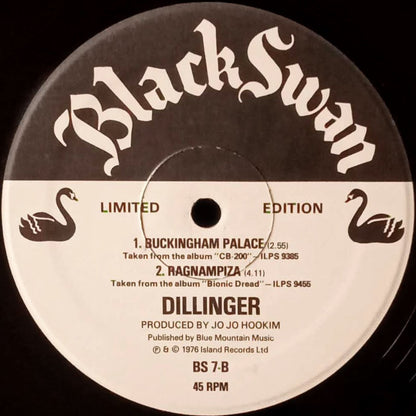 Black Swan
LIMITED EDITION
1. BUCKINGHAM PALACE (2.55)
Taken from the album "CB-200" – ILPS 9385
2. RAGNAMPIZA (4.11)
Taken from the album "Bionic Dread" – ILPS 9455
DILLINGER
PRODUCED BY JO JO HOOKIM
Published by Blue Mountain Music
℗ & © 1976 Island Records Ltd
BS 7-B
45 RPM